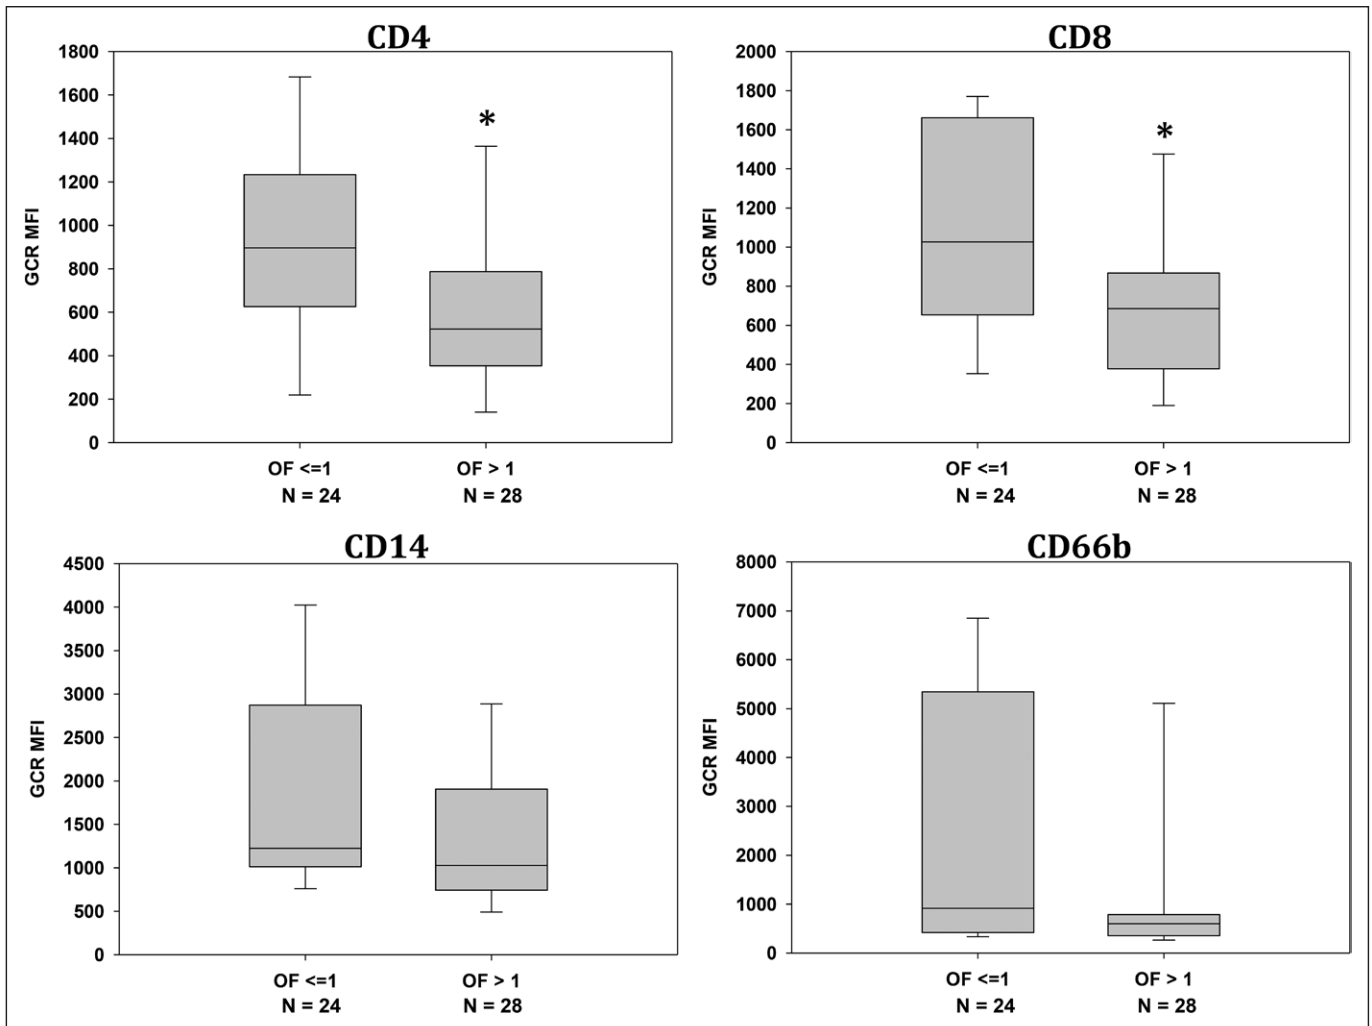 CD4
1800
1600
1400
1200
1000
800
600
400
200
0
GCR MFI
*
OF <=1 OF > 1
N = 24 N = 28
CD8
2000
1800
1600
1400
1200
1000
800
600
400
200
0
GCR MFI
*
OF <=1 OF > 1
N = 24 N = 28
CD14
4500
4000
3500
3000
2500
2000
1500
1000
500
0
GCR MFI
OF <=1 OF > 1
N = 24 N = 28
CD66b
8000
7000
6000
5000
4000
3000
2000
1000
0
GCR MFI
OF <=1 OF > 1
N = 24 N = 28